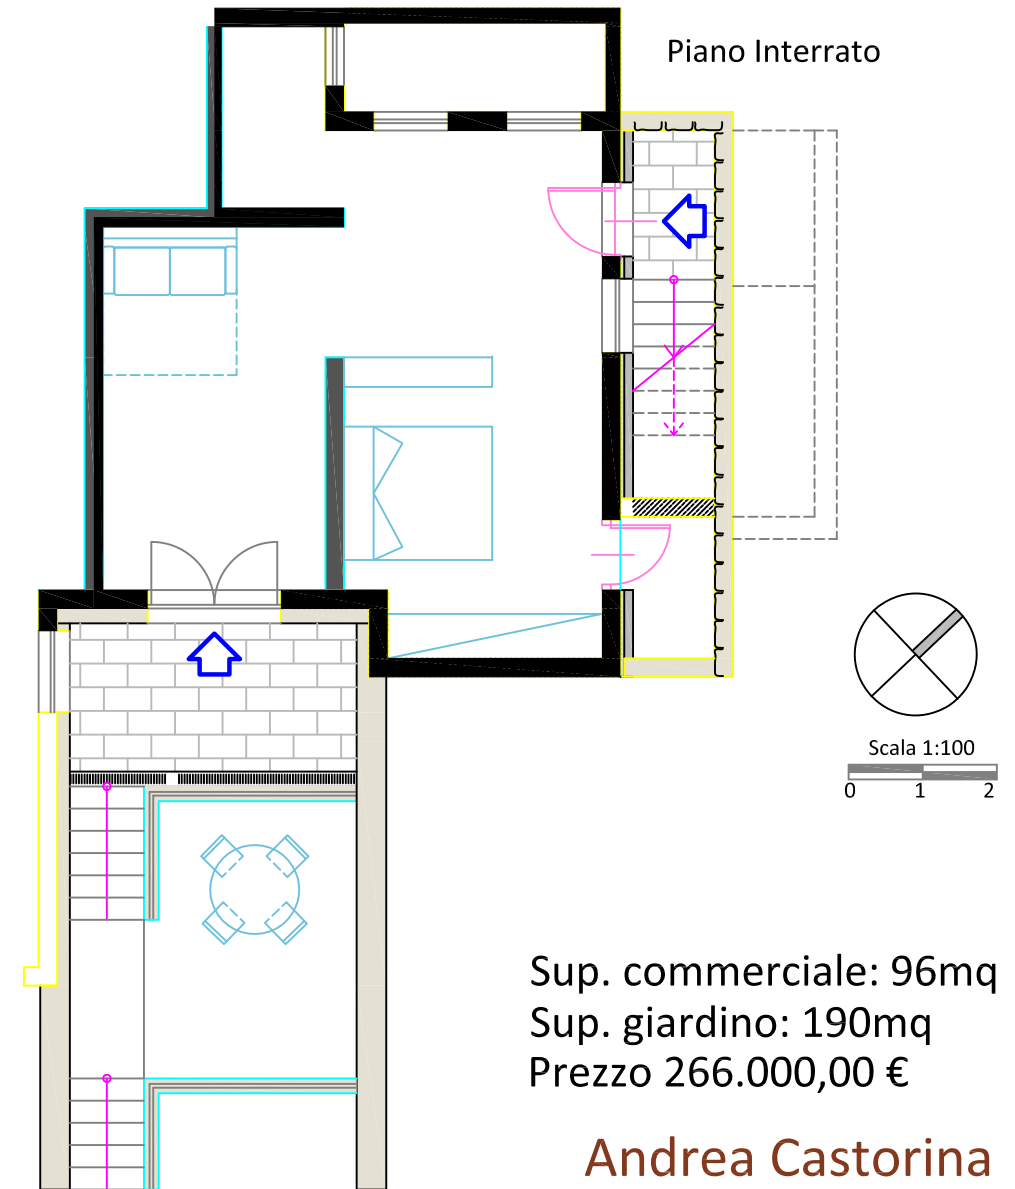 Piano Interrato
Scala 1:100
0 1 2
Sup. commerciale: 96mq
Sup. giardino: 190mq
Prezzo 266.000,00 €
Andrea Castorina